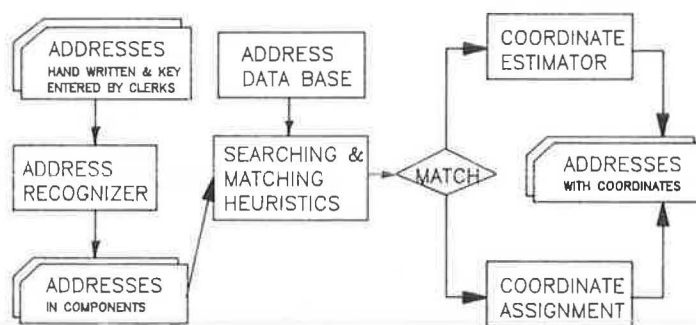 ADDRESSES
HAND WRITTEN & KEY
ENTERED BY CLERKS
ADDRESS
RECOGNIZER
ADDRESSES
IN COMPONENTS
ADDRESS
DATA BASE
SEARCHING &
MATCHING
HEURISTICS
MATCH
COORDINATE
ESTIMATOR
ADDRESSES
WITH COORDINATES
COORDINATE
ASSIGNMENT